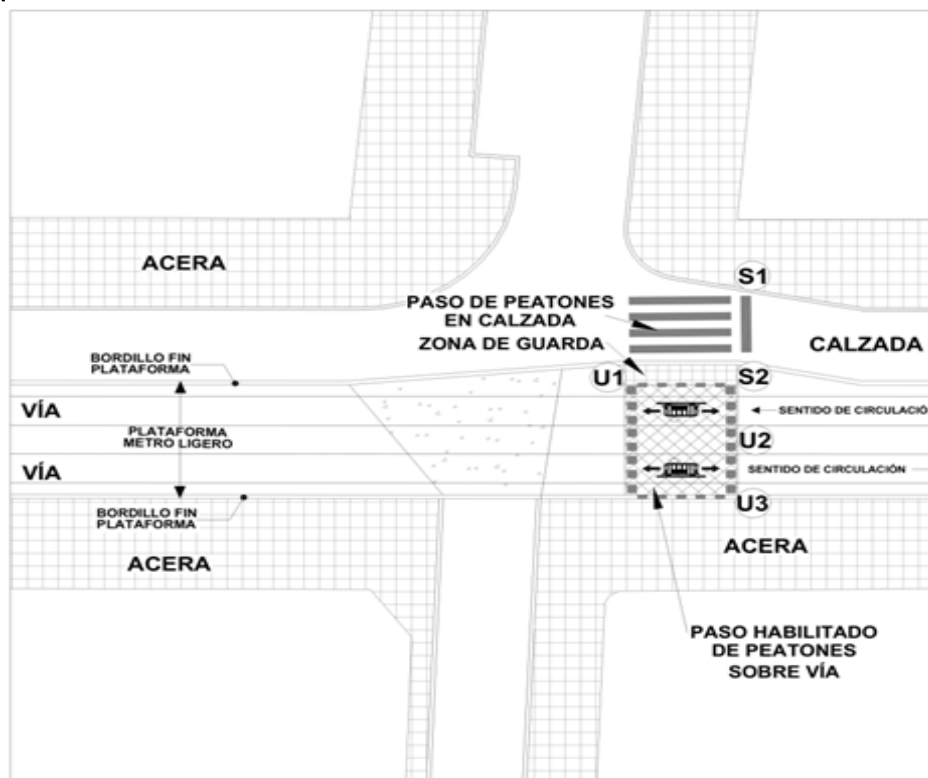 ACERA
S1
PASO DE PEATONES
EN CALZADA
ZONA DE GUARDA
CALZADA
BORDILLO FIN
PLATAFORMA
U1
S2
VÍA
SENTIDO DE CIRCULACIÓ
PLATAFORMA
METRO LIGERO
U2
VÍA
SENTIDO DE CIRCULACIÓN
BORDILLO FIN
PLATAFORMA
U3
ACERA
ACERA
PASO HABILITADO
DE PEATONES
SOBRE VÍA